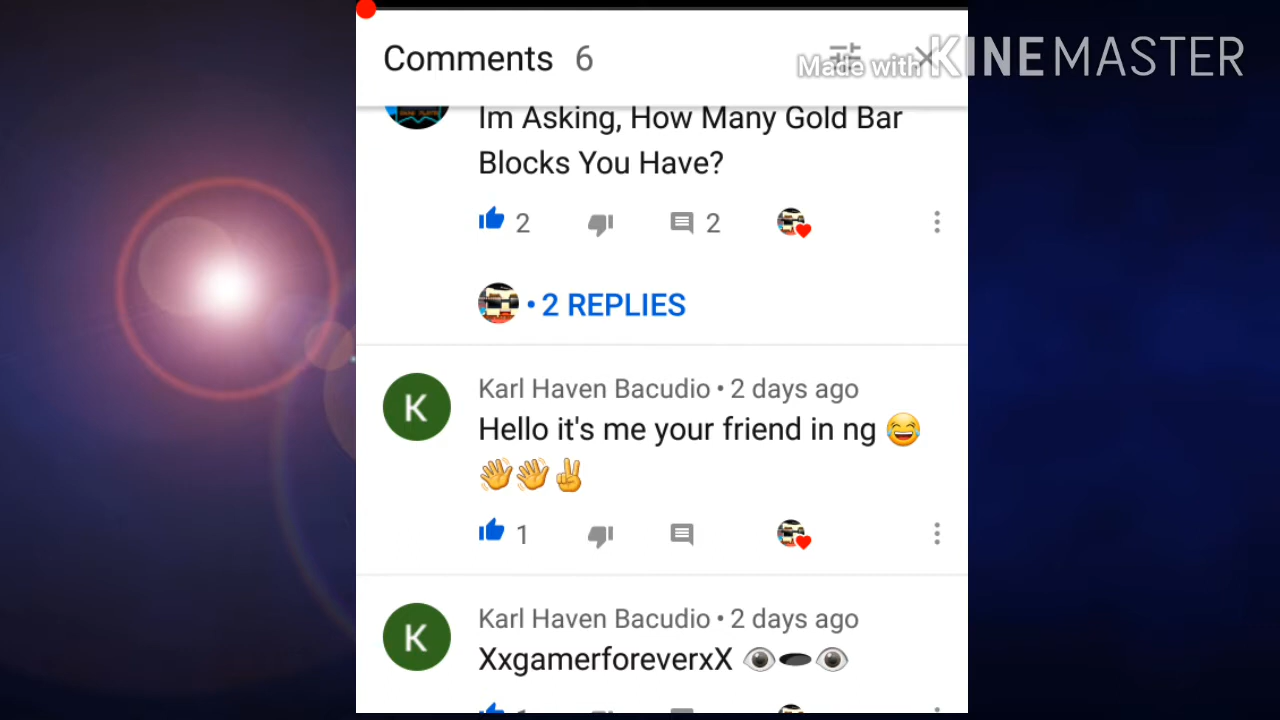 Comments 6
Made with KINEMASTER
Im Asking, How Many Gold Bar
Blocks You Have?
2 2
• 2 REPLIES
K
Karl Haven Bacudio • 2 days ago
Hello it's me your friend in ng 😂
👋👋✌
1
K
Karl Haven Bacudio • 2 days ago
XxgamerforeverxX 👁🕳👁